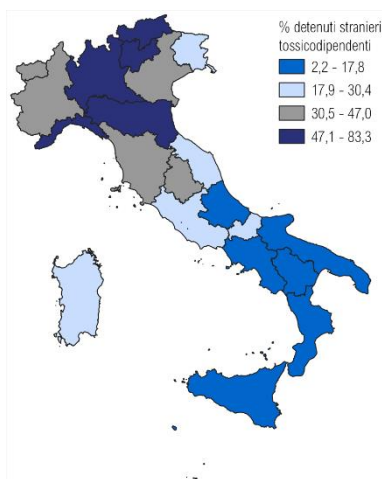 % detenuti stranieri
tossicodipendenti
2,2 - 17,8
17,9 - 30,4
30,5 - 47,0
47,1 - 83,3